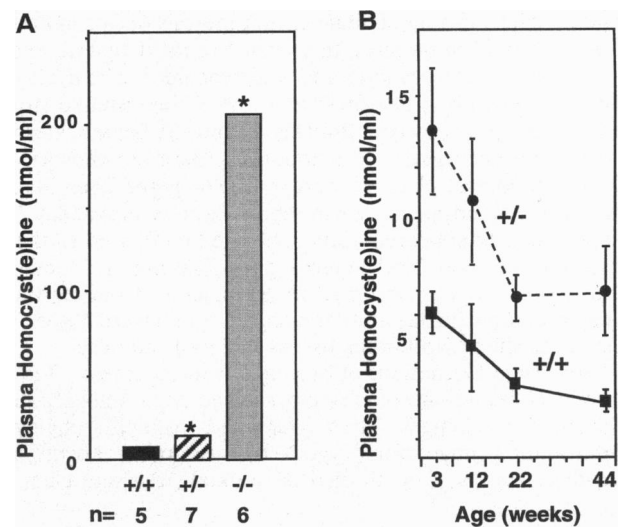 A
Plasma Homocyst(e)ine (nmol/ml)
200
100
0
*
*
+/+ +/- -/-
n= 5 7 6
B
Plasma Homocyst(e)ine (nmol/ml)
15
10
5
+/-
+/+
3 12 22 44
Age (weeks)